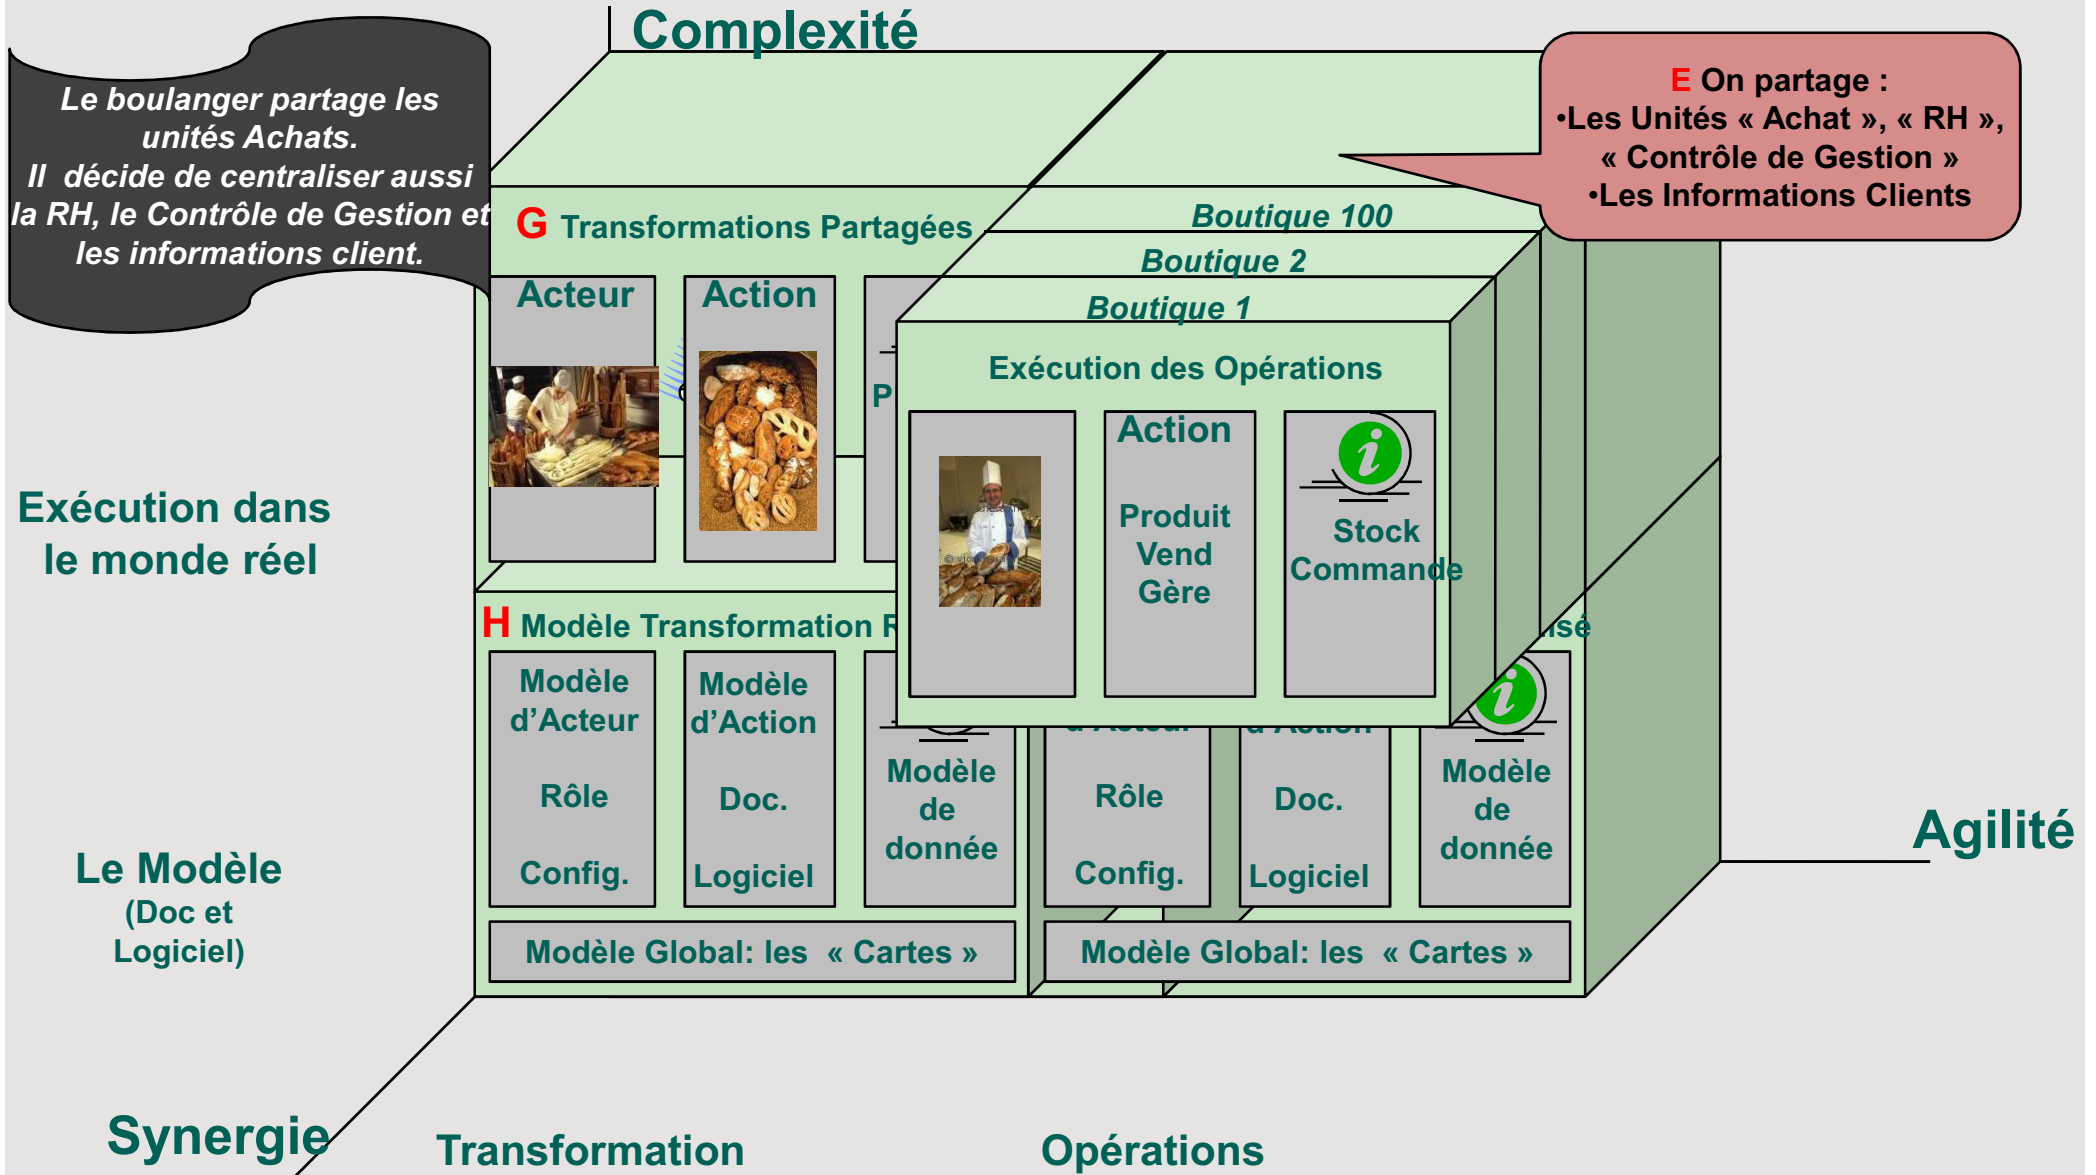 Complexité
Le boulanger partage les
unités Achats.
Il décide de centraliser aussi
la RH, le Contrôle de Gestion et
les informations client.
E On partage :
•Les Unités « Achat », « RH »,
« Contrôle de Gestion »
•Les Informations Clients
G Transformations Partagées
Boutique 100
Boutique 2
Boutique 1
Acteur
Action
P
Exécution des Opérations
Action
Produit
Vend
Gère
Stock
Commande
Exécution dans
le monde réel
H Modèle Transformation R
isé
Modèle
d'Acteur
Rôle
Config.
Modèle
d'Action
Doc.
Logiciel
Modèle
de
donnée
d'Acteur
Rôle
Config.
d'Action
Doc.
Logiciel
Modèle
de
donnée
Modèle Global: les « Cartes »
Modèle Global: les « Cartes »
Le Modèle
(Doc et
Logiciel)
Agilité
Synergie
Transformation
Opérations